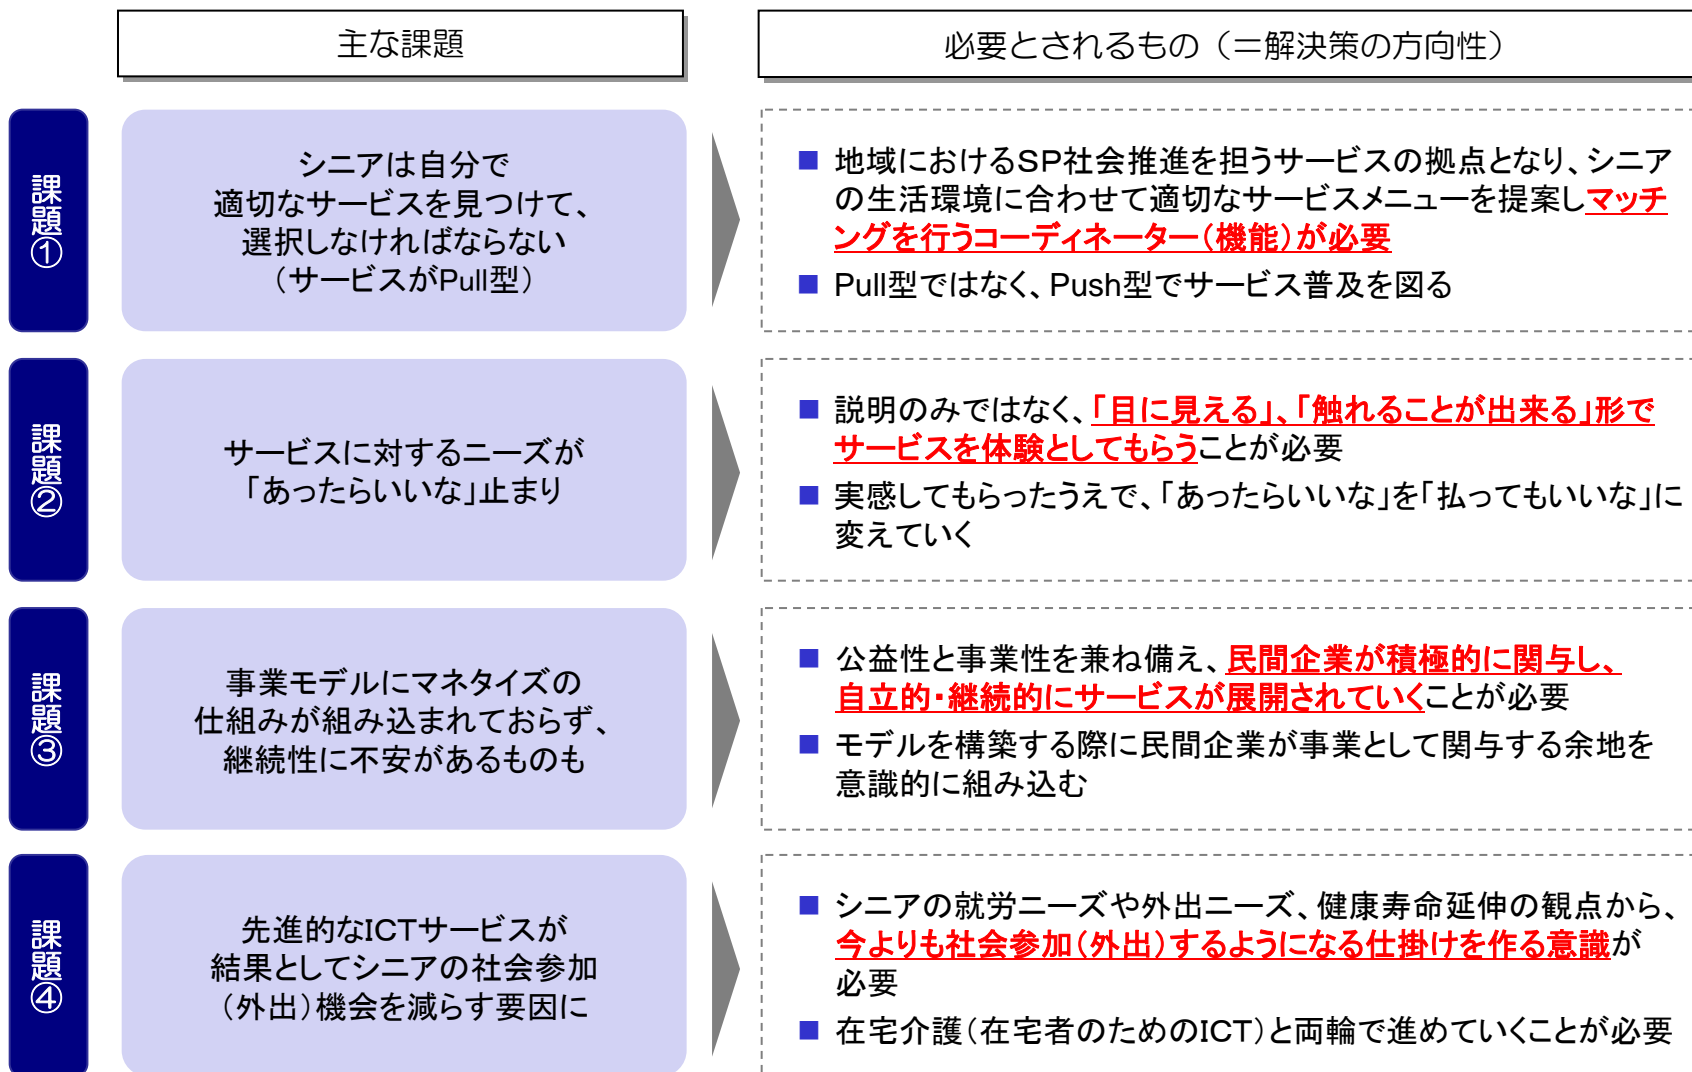 主な課題
必要とされるもの（＝解決策の方向性）
課題①
シニアは自分で
適切なサービスを見つけて、
選択しなければならない
（サービスがPull型）
■ 地域におけるSP社会推進を担うサービスの拠点となり、シニア
の生活環境に合わせて適切なサービスメニューを提案しマッチ
ングを行うコーディネーター（機能）が必要
■ Pull型ではなく、Push型でサービス普及を図る
課題②
サービスに対するニーズが
「あったらいいな」止まり
■ 説明のみではなく、「目に見える」、「触れることが出来る」形で
サービスを体験としてもらうことが必要
■ 実感してもらったうえで、「あったらいいな」を「払ってもいいな」に
変えていく
課題③
事業モデルにマネタイズの
仕組みが組み込まれておらず、
継続性に不安があるものも
■ 公益性と事業性を兼ね備え、民間企業が積極的に関与し、
自立的・継続的にサービスが展開されていくことが必要
■ モデルを構築する際に民間企業が事業として関与する余地を
意識的に組み込む
課題④
先進的なICTサービスが
結果としてシニアの社会参加
（外出）機会を減らす要因に
■ シニアの就労ニーズや外出ニーズ、健康寿命延伸の観点から、
今よりも社会参加（外出）するようになる仕掛けを作る意識が
必要
■ 在宅介護（在宅者のためのICT）と両輪で進めていくことが必要